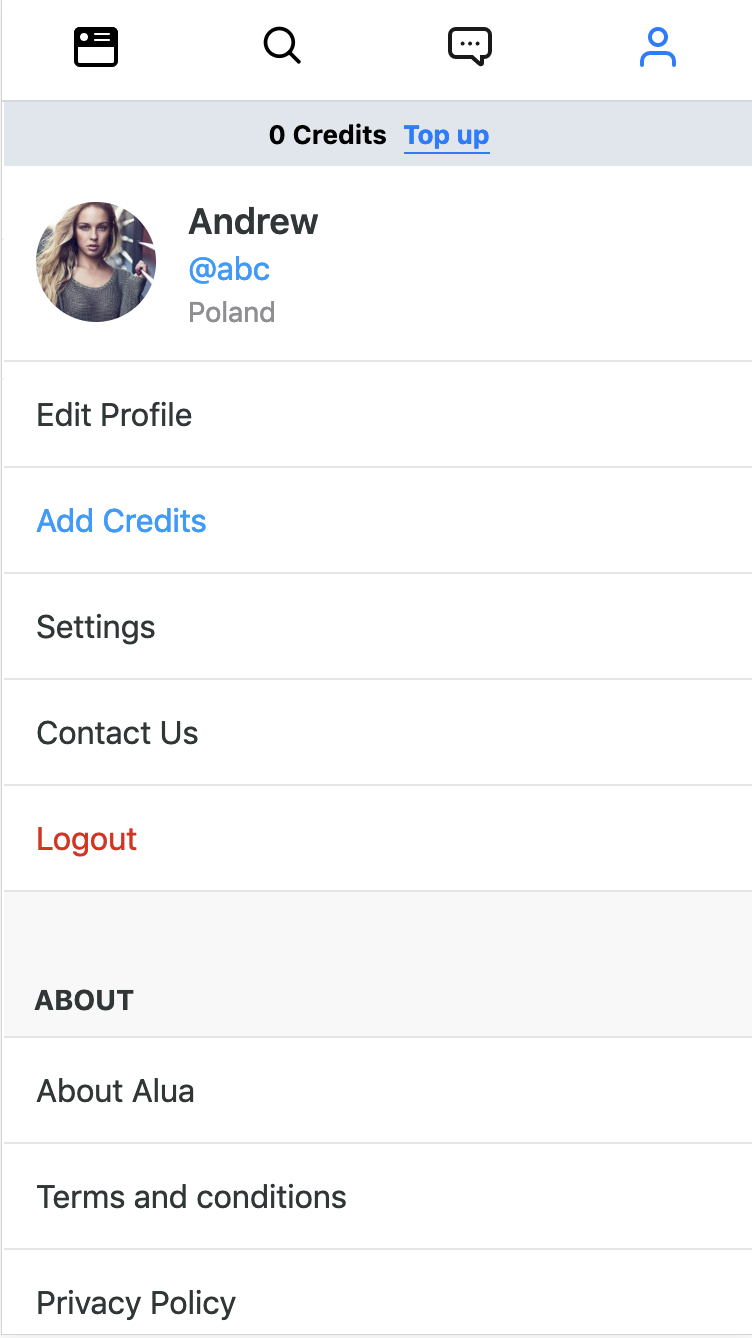 0 Credits Top up
Andrew
@abc
Poland
Edit Profile
Add Credits
Settings
Contact Us
Logout
ABOUT
About Alua
Terms and conditions
Privacy Policy